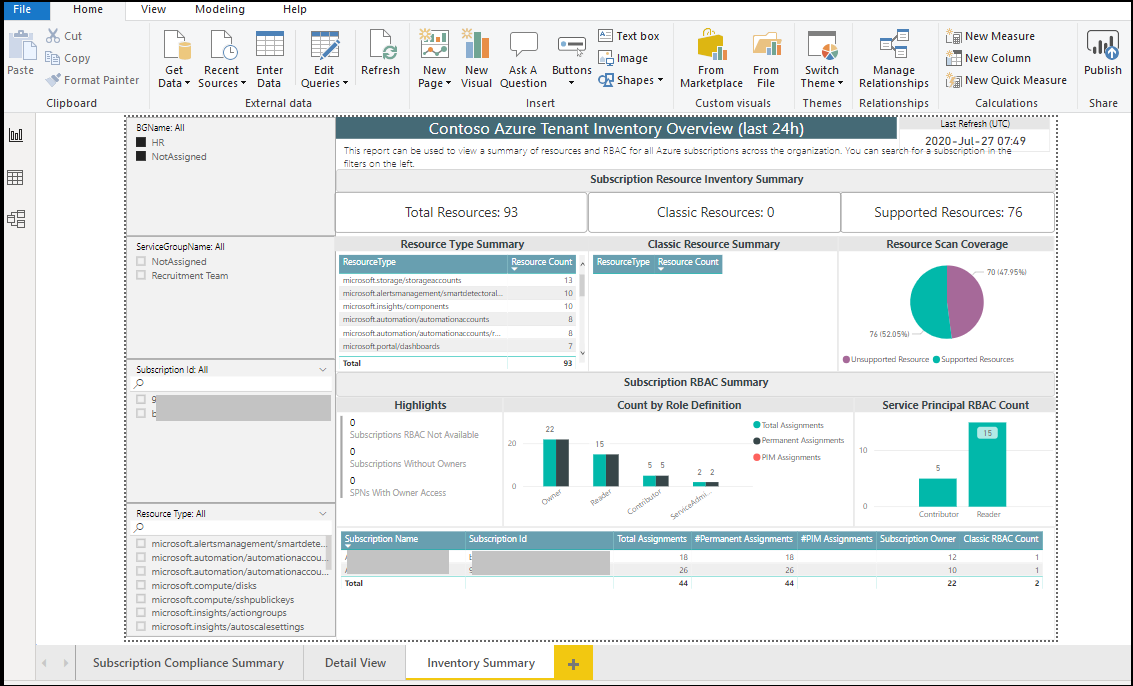 File Home View Modeling Help
Paste
Cut
Copy
Format Painter
Clipboard
Get Data
Recent Sources
Enter Data
External data
Edit Queries
Refresh
New Page
New Visual
Ask A Question
Buttons
Text box
Image
Shapes
Insert
From Marketplace
From File
Custom visuals
Switch Theme
Themes
Manage Relationships
Relationships
New Measure
New Column
New Quick Measure
Calculations
Publish
Share
BGName: All
HR
NotAssigned
ServiceGroupName: All
NotAssigned
Recruitment Team
Subscription Id: All
9
b
Resource Type: All
microsoft.alertsmanagement/smartdete...
microsoft.automation/automationaccou...
microsoft.automation/automationaccou...
microsoft.compute/disks
microsoft.compute/sshpublickeys
microsoft.insights/actiongroups
microsoft.insights/autoscalesettings
Contoso Azure Tenant Inventory Overview (last 24h)
Last Refresh (UTC)
2020-Jul-27 07:49
This report can be used to view a summary of resources and RBAC for all Azure subscriptions across the organization. You can search for a subscription in the
filters on the left.
Subscription Resource Inventory Summary
Total Resources: 93
Classic Resources: 0
Supported Resources: 76
Resource Type Summary
ResourceType Resource Count
microsoft.storage/storageaccounts 13
microsoft.alertsmanagement/smartdetectoral... 10
microsoft.insights/components 10
microsoft.automation/automationaccounts 8
microsoft.automation/automationaccounts/r... 8
microsoft.portal/dashboards 7
Total 93
Classic Resource Summary
ResourceType Resource Count
Resource Scan Coverage
70 (47.95%)
76 (52.05%)
Unsupported Resource Supported Resources
Subscription RBAC Summary
Highlights
0
Subscriptions RBAC Not Available
0
Subscriptions Without Owners
0
SPNs With Owner Access
Count by Role Definition
20
0
22
15
5 5
2 2
Owner
Reader
Contributor
ServiceAdmi...
Total Assignments
Permanent Assignments
PIM Assignments
Service Principal RBAC Count
10
0
5
15
Contributor Reader
Subscription Name Subscription Id Total Assignments #Permanent Assignments #PIM Assignments Subscription Owner Classic RBAC Count
b 18 18 12 1
9 26 26 10 1
Total 44 44 22 2
Subscription Compliance Summary
Detail View
Inventory Summary
+